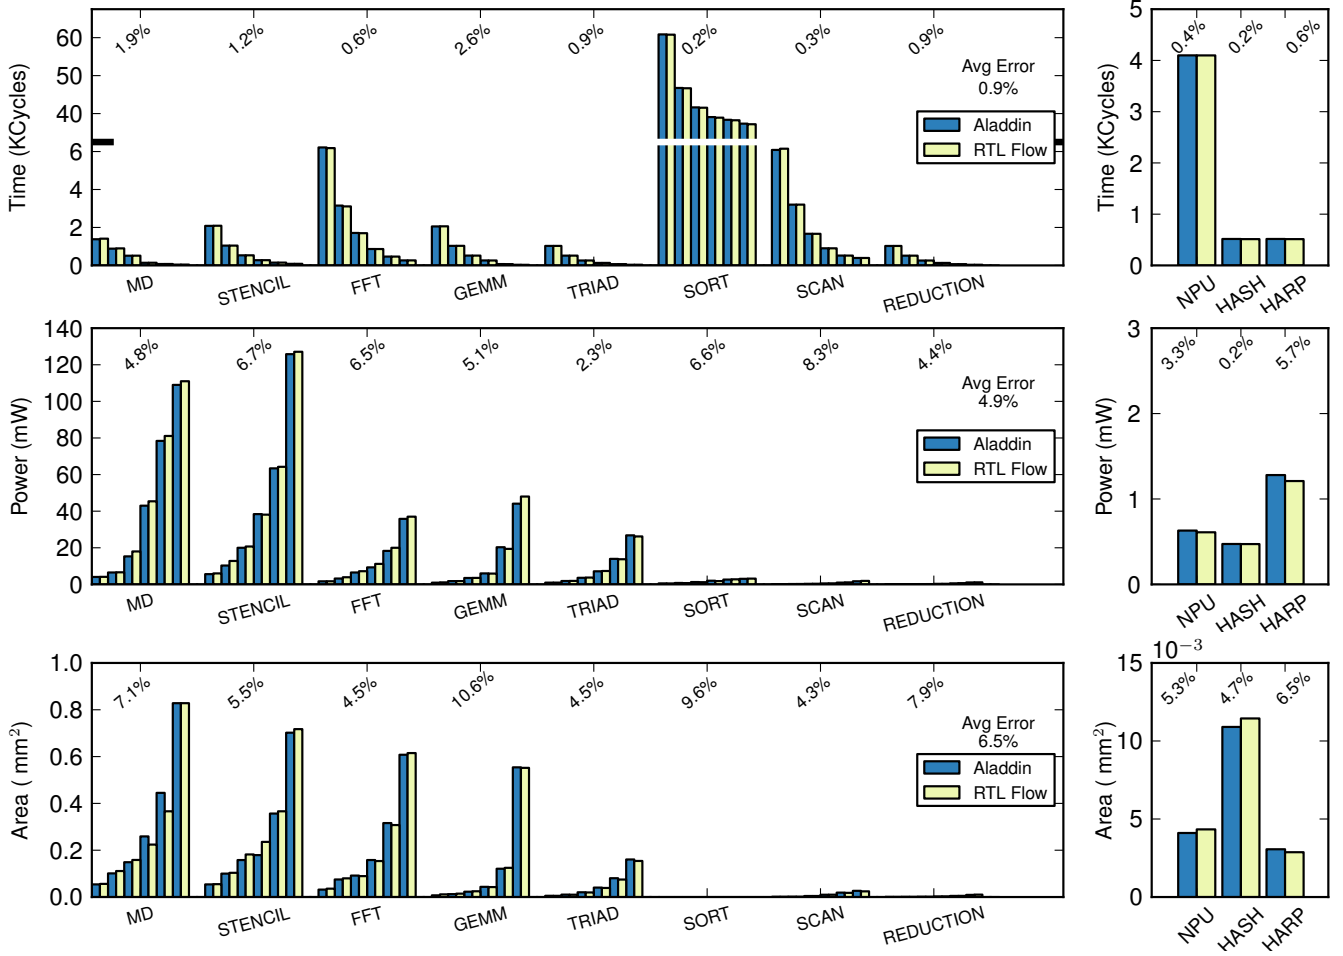 Time (KCycles)
60
50
40
6
4
2
0
1.9%
1.2%
0.6%
2.6%
0.9%
0.2%
0.3%
0.9%
Avg Error
0.9%
Aladdin
RTL Flow
MD
STENCIL
FFT
GEMM
TRIAD
SORT
SCAN
REDUCTION
Time (KCycles)
5
4
3
2
1
0
0.4%
0.2%
0.6%
NPU
HASH
HARP
Power (mW)
140
120
100
80
60
40
20
0
4.8%
6.7%
6.5%
5.1%
2.3%
6.6%
8.3%
4.4%
Avg Error
4.9%
Aladdin
RTL Flow
MD
STENCIL
FFT
GEMM
TRIAD
SORT
SCAN
REDUCTION
Power (mW)
3
2
1
0
3.3%
0.2%
5.7%
NPU
HASH
HARP
Area ( mm²)
1.0
0.8
0.6
0.4
0.2
0.0
7.1%
5.5%
4.5%
10.6%
4.5%
9.6%
4.3%
7.9%
Avg Error
6.5%
Aladdin
RTL Flow
MD
STENCIL
FFT
GEMM
TRIAD
SORT
SCAN
REDUCTION
Area ( mm²)
10⁻³
15
10
5
0
5.3%
4.7%
6.5%
NPU
HASH
HARP